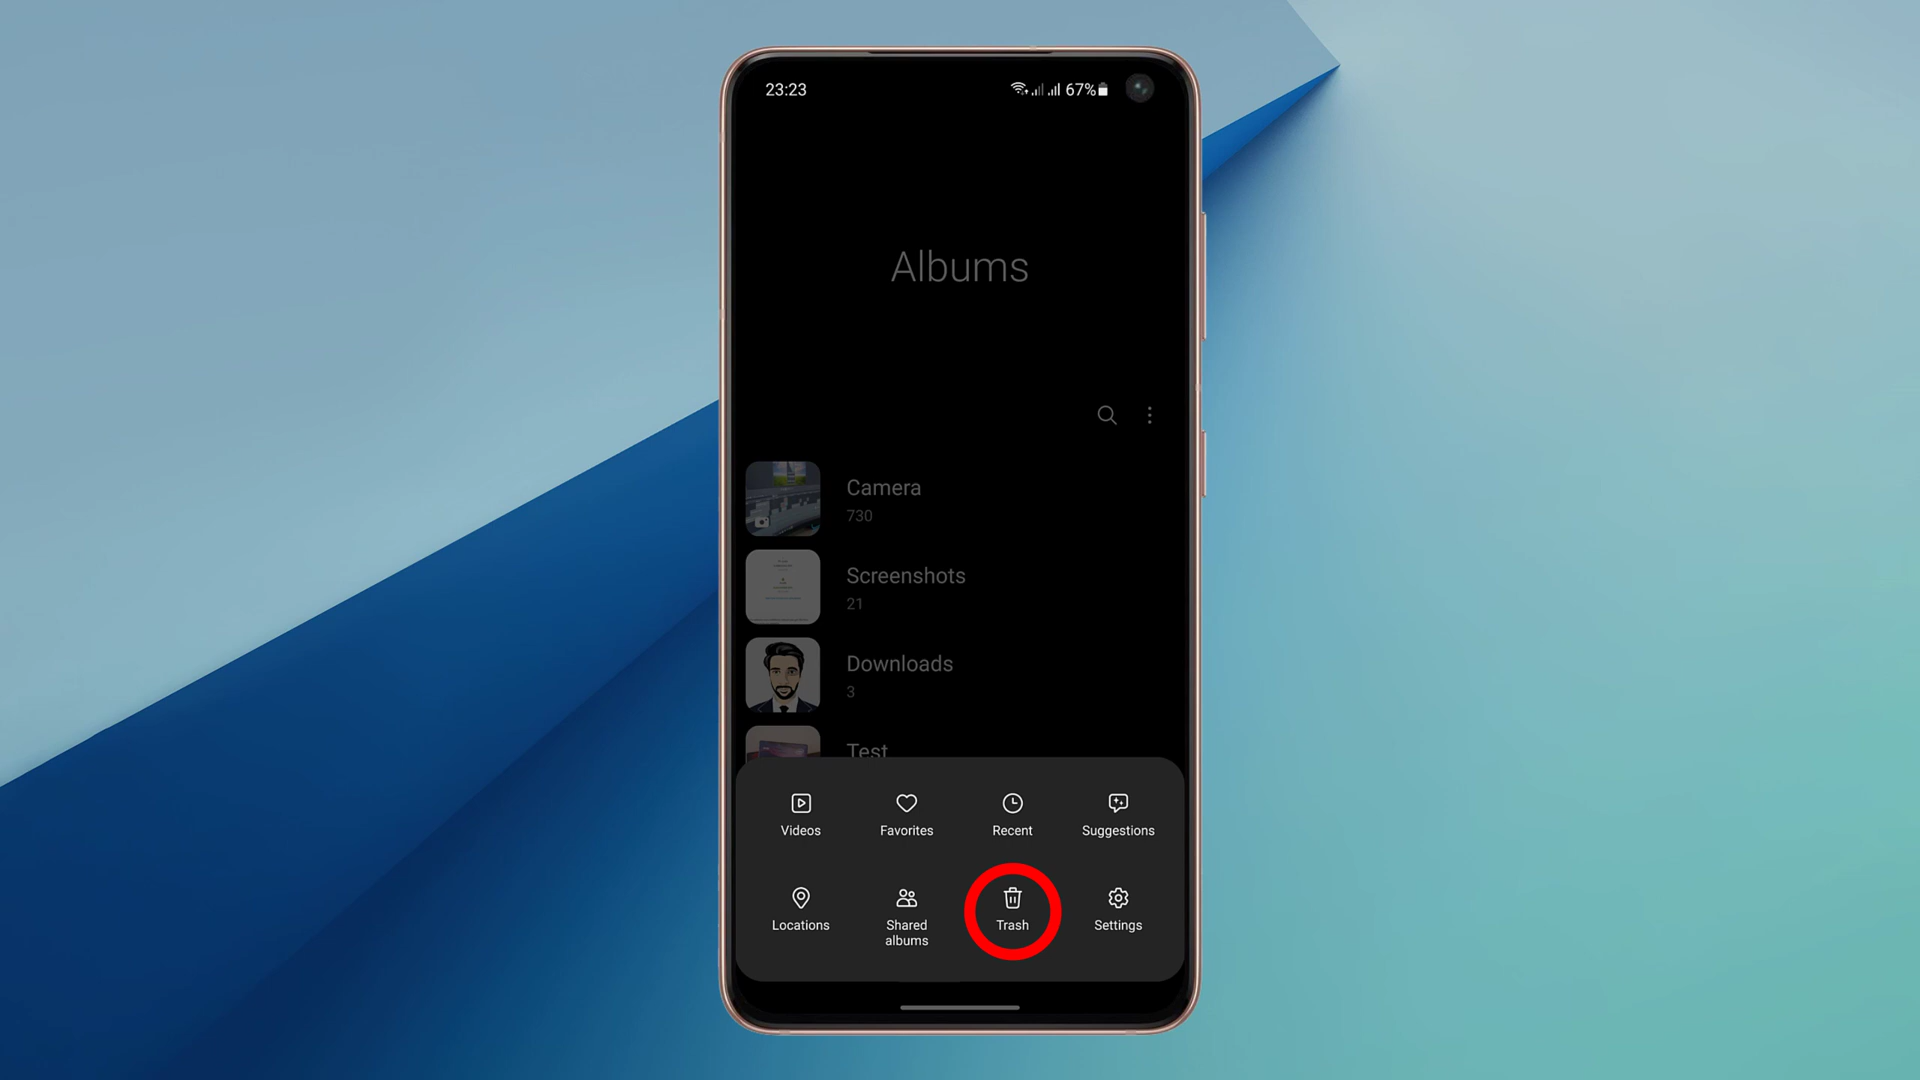 23:23 67%
Albums
Camera
730
Screenshots
21
Downloads
3
Test
Videos Favorites Recent Suggestions
Locations Shared albums Trash Settings